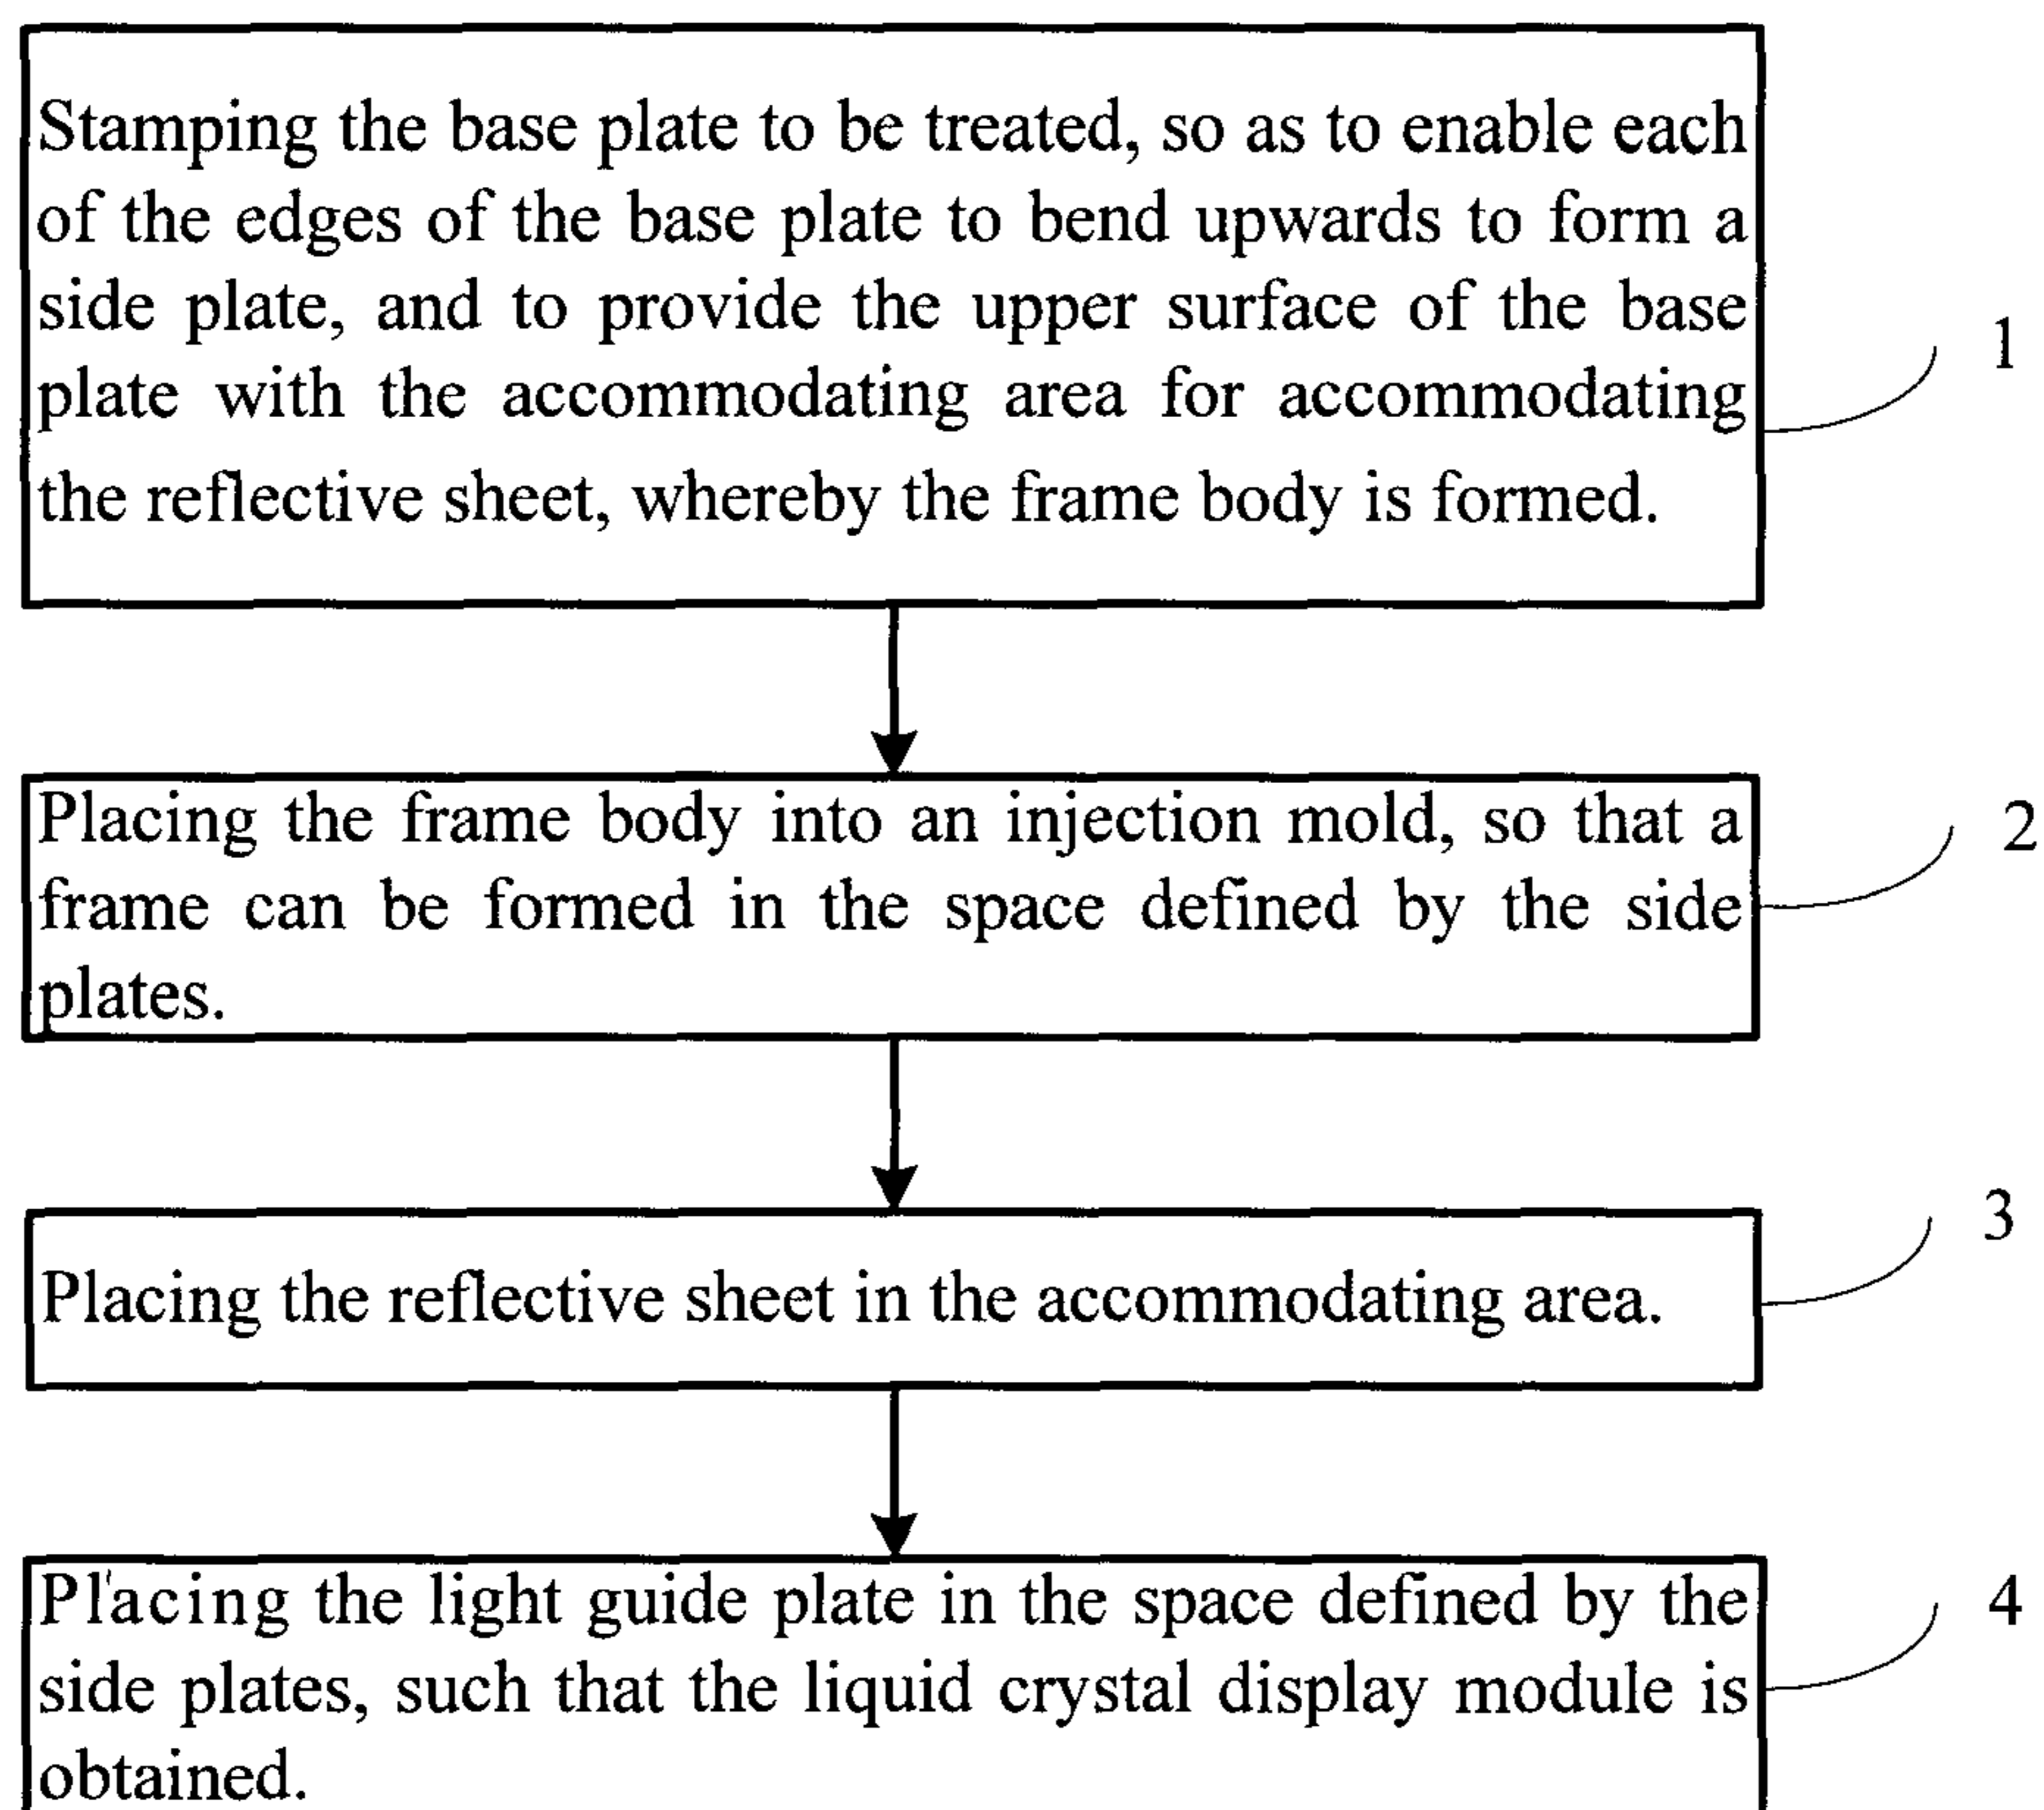 Stamping the base plate to be treated, so as to enable each
of the edges of the base plate to bend upwards to form a
side plate, and to provide the upper surface of the base
plate with the accommodating area for accommodating
the reflective sheet, whereby the frame body is formed.
1
Placing the frame body into an injection mold, so that a
frame can be formed in the space defined by the side
plates.
2
Placing the reflective sheet in the accommodating area.
3
Placing the light guide plate in the space defined by the
side plates, such that the liquid crystal display module is
obtained.
4